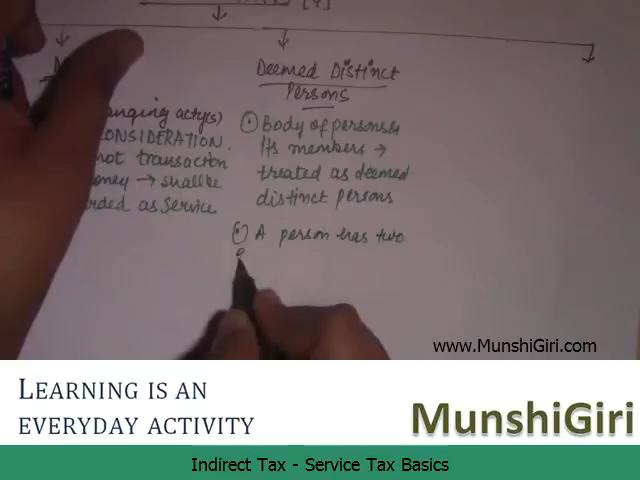 [4]
Deemed Distinct
Persons
anging acty(s)
CONSIDERATION.
not transaction
oney → shall be
rded as Service
Body of persons &
Its members →
treated as deemed
distinct persons
A person has two
www.MunshiGiri.com
LEARNING IS AN
EVERYDAY ACTIVITY
MunshiGiri
Indirect Tax - Service Tax Basics